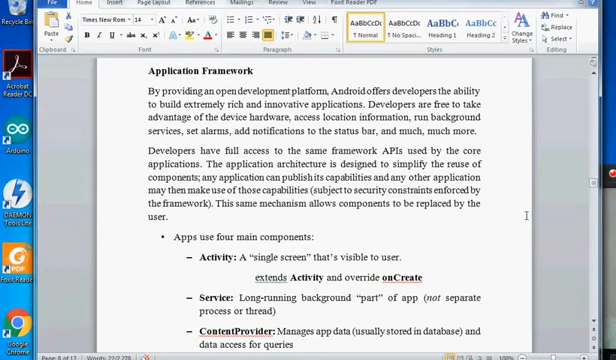 File
Home
Insert
Page Layout
References
Mailings
Review
View
Foxit Reader PDF
Recycle Bin
Times New Rom
14
AaBbCcDc
AaBbCcDc
AaBbC
AaBbCc
¶ Normal
¶ No Spaci...
Heading 1
Heading 2
Change
Styles
Editing
Paste
Clipboard
Font
Paragraph
Styles
Acrobat
Reader DC
Arduino
DAEMON
Tools Lite
Foxit Reader
Google
Chrome
Application Framework
By providing an open development platform, Android offers developers the ability
to build extremely rich and innovative applications. Developers are free to take
advantage of the device hardware, access location information, run background
services, set alarms, add notifications to the status bar, and much, much more.
Developers have full access to the same framework APIs used by the core
applications. The application architecture is designed to simplify the reuse of
components; any application can publish its capabilities and any other application
may then make use of those capabilities (subject to security constraints enforced by
the framework). This same mechanism allows components to be replaced by the
user.
• Apps use four main components:
– Activity: A “single screen” that’s visible to user.
extends Activity and override onCreate
– Service: Long-running background “part” of app (not separate
process or thread)
– ContentProvider: Manages app data (usually stored in database) and
data access for queries
Page: 8 of 12
Words: 22/2,278
100%